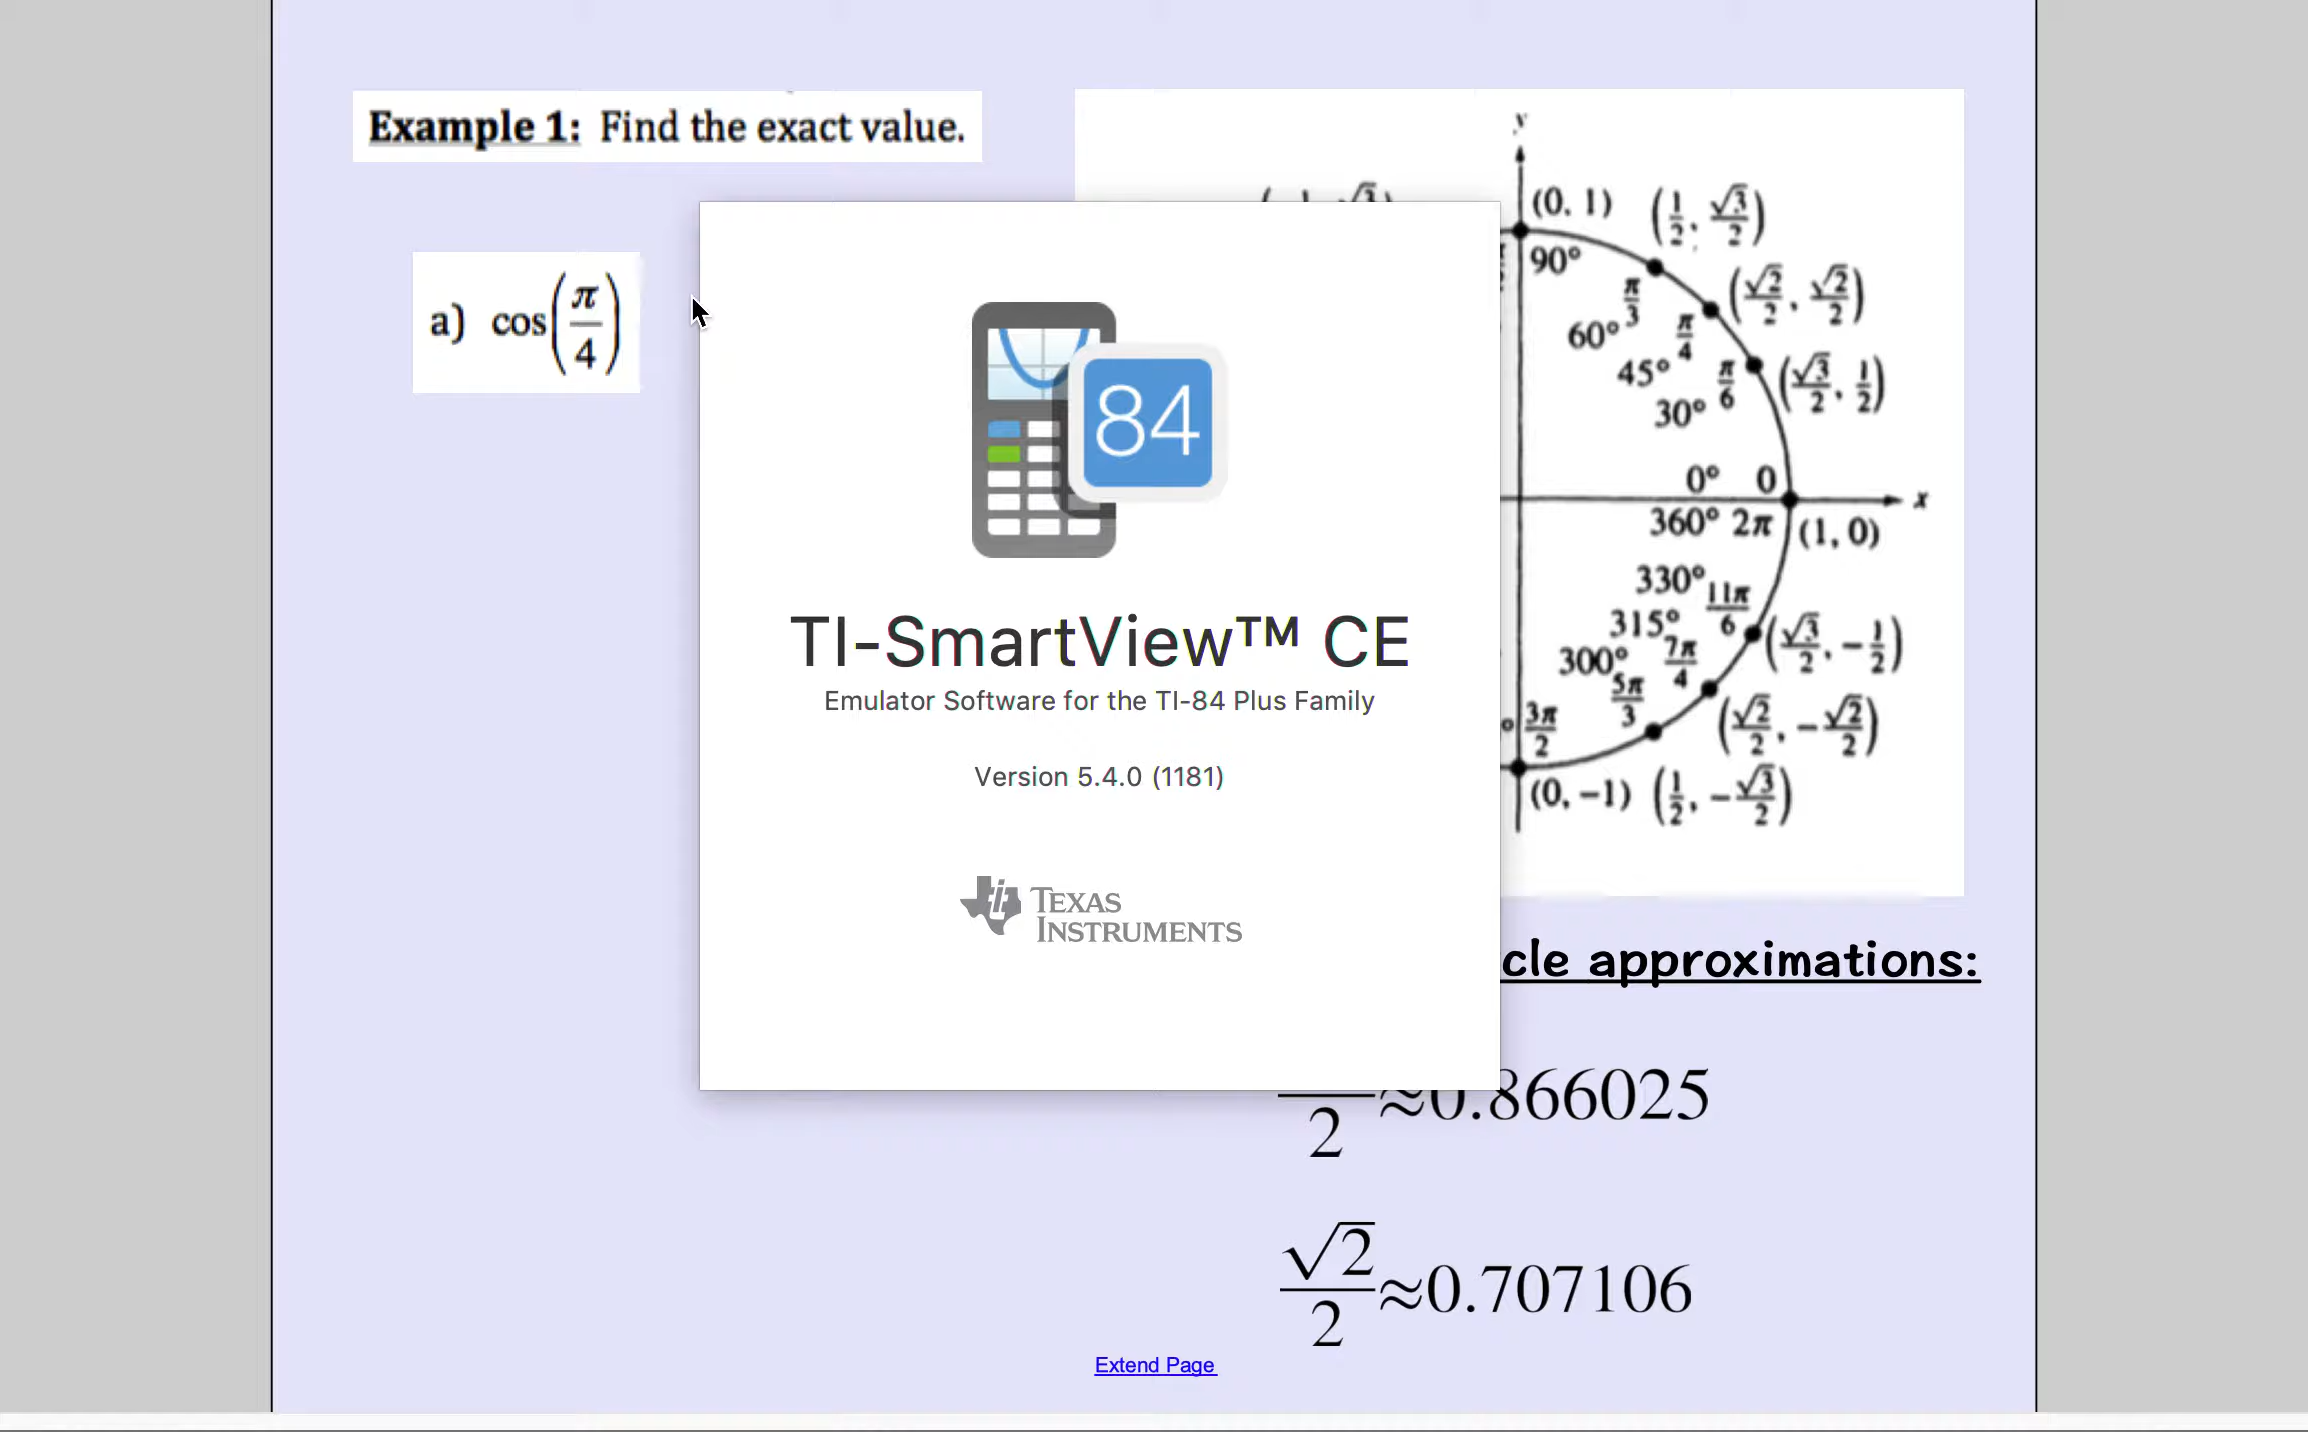 Example 1: Find the exact value.
a) cos(π/4)
84
TI-SmartView™ CE
Emulator Software for the TI-84 Plus Family
Version 5.4.0 (1181)
TEXAS
INSTRUMENTS
y
(0, 1) (1/2, √3/2)
90°
(√2/2, √2/2)
π/3
60°
π/4
45°
(√3/2, 1/2)
π/6
30°
0° 0
x
360° 2π (1, 0)
330° 11π/6
315° 7π/4
(√3/2, -1/2)
300° 5π/3
(√2/2, -√2/2)
3π/2
(0, -1) (1/2, -√3/2)
cle approximations:
2 ≈0.866025
√2/2 ≈0.707106
Extend Page